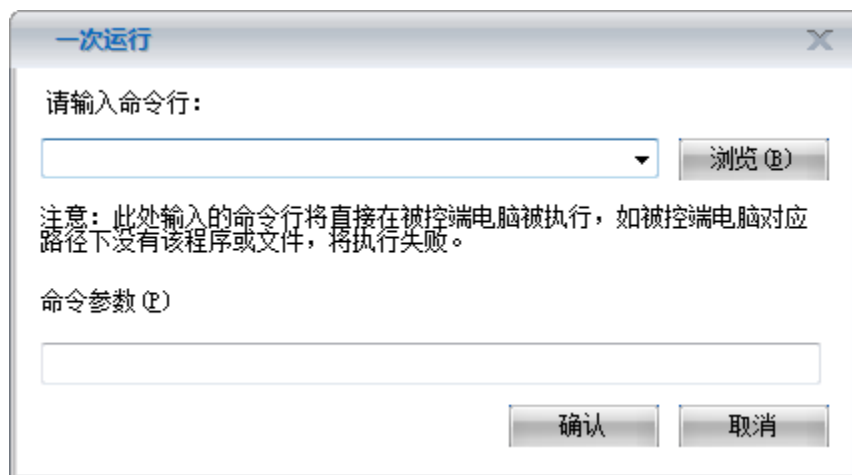 一次运行
请输入命令行：
浏览(B)
注意：此处输入的命令行将直接在被控端电脑被执行，如被控端电脑对应
路径下没有该程序或文件，将执行失败。
命令参数(P)
确认 取消